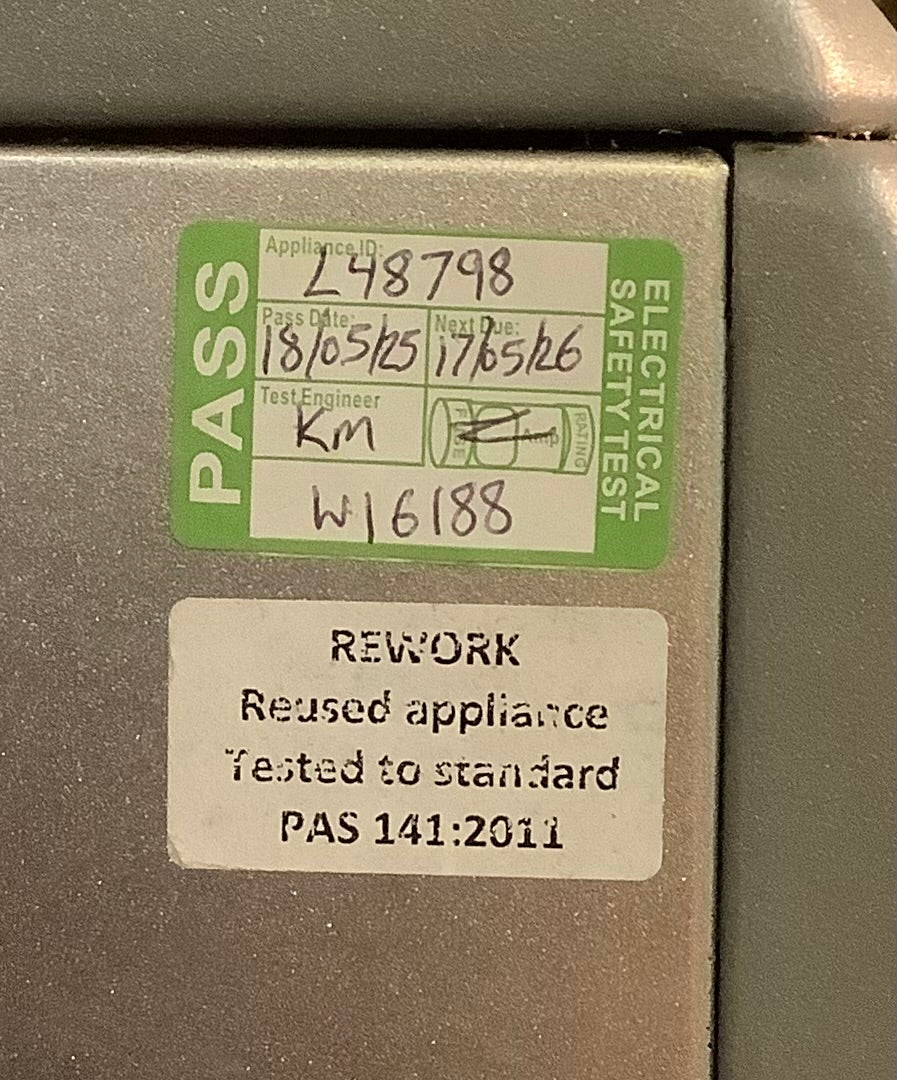 PASS
Appliance ID:
L48798
Pass Date:
18/05/25
Next Due:
17/05/26
Test Engineer
KM
FUSE
Amp
RATING
W16188
ELECTRICAL
SAFETY TEST
REWORK
Reused appliance
Tested to standard
PAS 141:2011